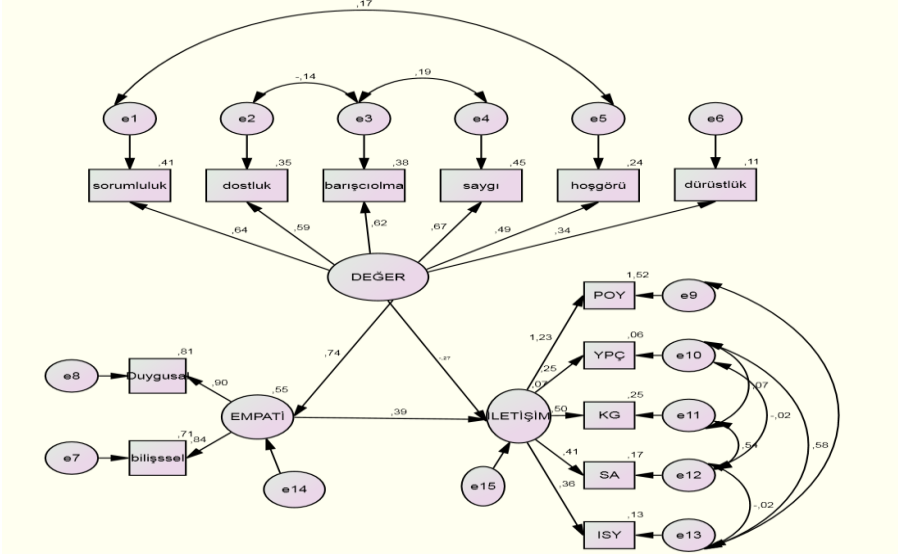 ,17
-,14
,19
e1
e2
e3
e4
e5
e6
,41
,35
,38
,45
,24
,11
sorumluluk
dostluk
barışcıolma
saygı
hoşgörü
dürüstlük
,64
,59
,62
,67
,49
,34
DEĞER
1,52
POY
e9
1,23
,06
YPÇ
e10
,74
,81
e8
Duygusal
,90
,25
,07
,07
-,02
,55
EMPATİ
,39
LETİŞİM
,50
,25
KG
e11
,54
,58
,71
,84
e7
bilişssel
,41
,17
SA
e12
e14
e15
,36
-,02
,13
ISY
e13